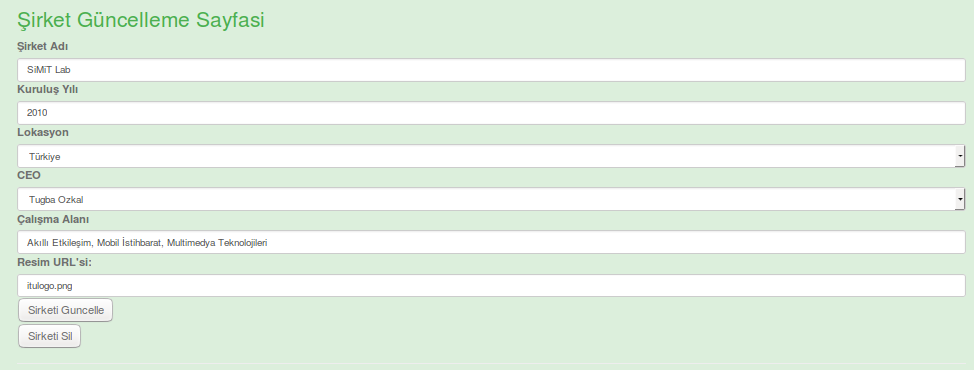 Şirket Güncelleme Sayfasi
Şirket Adı
SiMiT Lab
Kuruluş Yılı
2010
Lokasyon
Türkiye
CEO
Tugba Ozkal
Çalışma Alanı
Akıllı Etkileşim, Mobil İstihbarat, Multimedya Teknolojileri
Resim URL'si:
itulogo.png
Sirketi Guncelle
Sirketi Sil